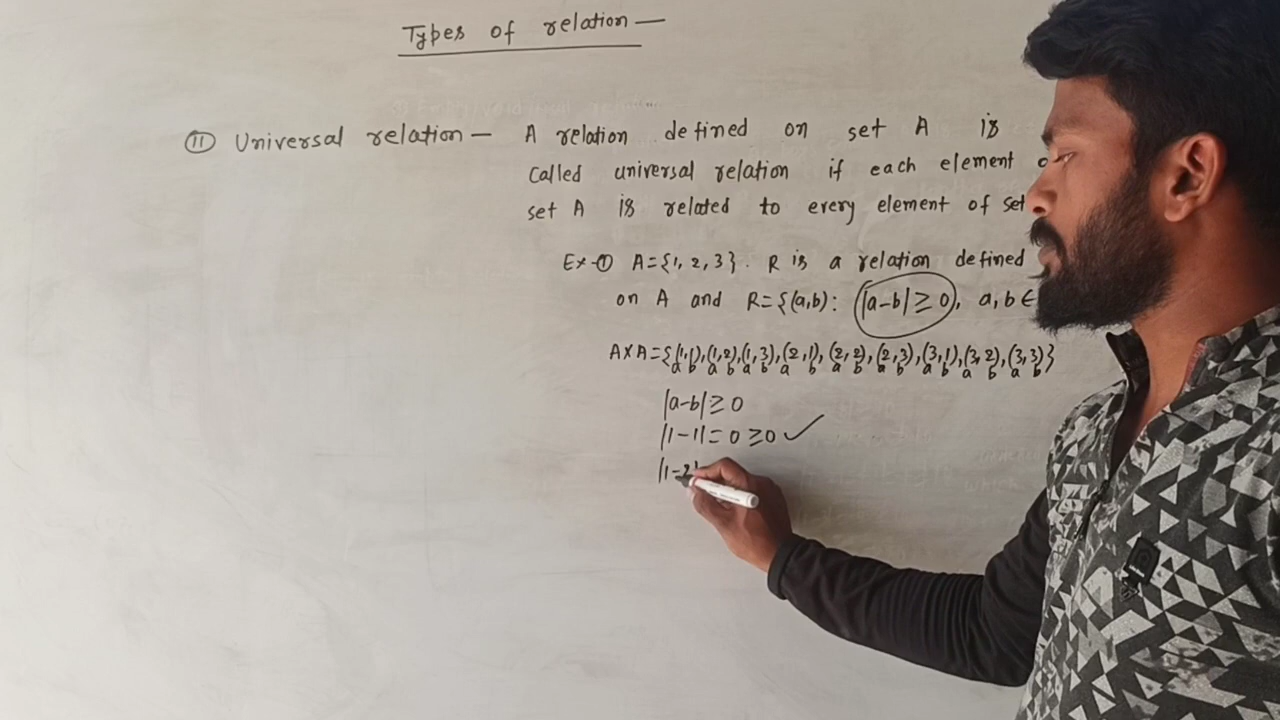 Types of relation —
⑪ Universal relation — A relation defined on set A is
Called universal relation if each element
set A is related to every element of set
Ex-① A={1,2,3}. R is a relation defined
on A and R={(a,b): |a-b|≥0, a,b∈
A×A={(1,1),(1,2),(1,3),(2,1),(2,2),(2,3),(3,1),(3,2),(3,3)}
a b a b a b a b a b a b a b a b a b
|a-b|≥0
|1-1|=0≥0✓
|1-2|